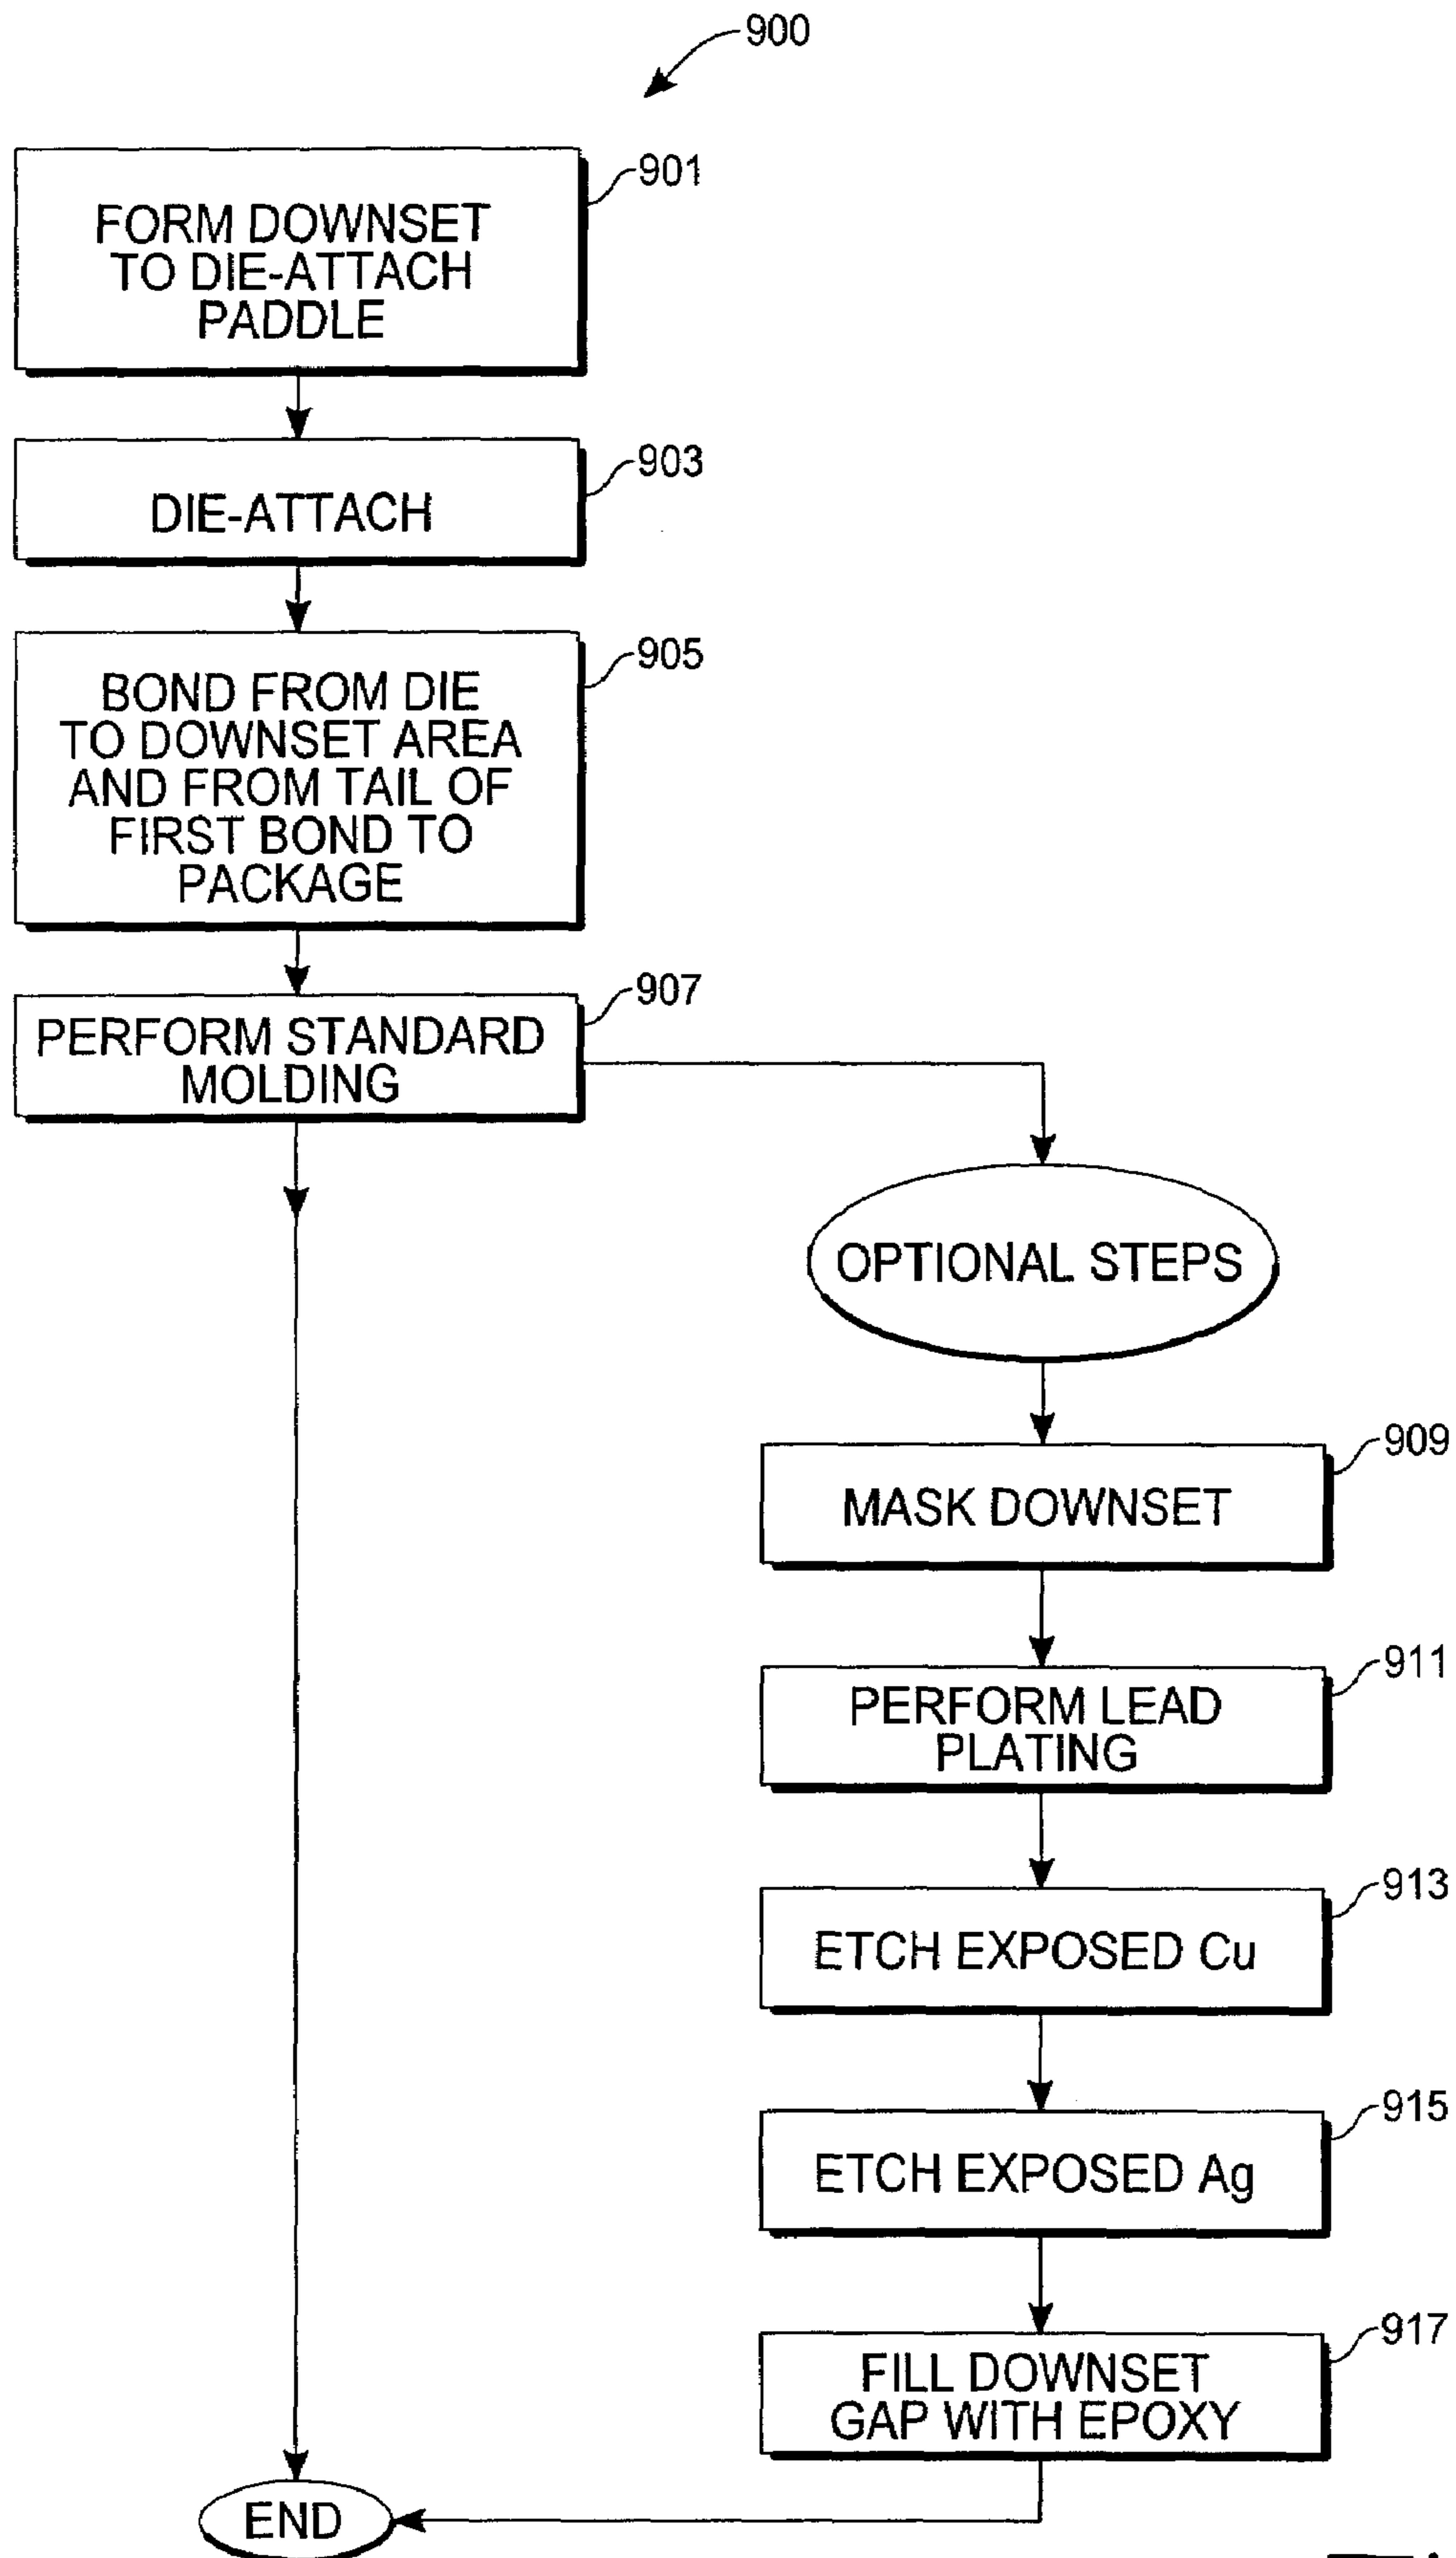 900
901
FORM DOWNSET
TO DIE-ATTACH
PADDLE
903
DIE-ATTACH
905
BOND FROM DIE
TO DOWNSET AREA
AND FROM TAIL OF
FIRST BOND TO
PACKAGE
907
PERFORM STANDARD
MOLDING
OPTIONAL STEPS
909
MASK DOWNSET
911
PERFORM LEAD
PLATING
913
ETCH EXPOSED Cu
915
ETCH EXPOSED Ag
917
FILL DOWNSET
GAP WITH EPOXY
END